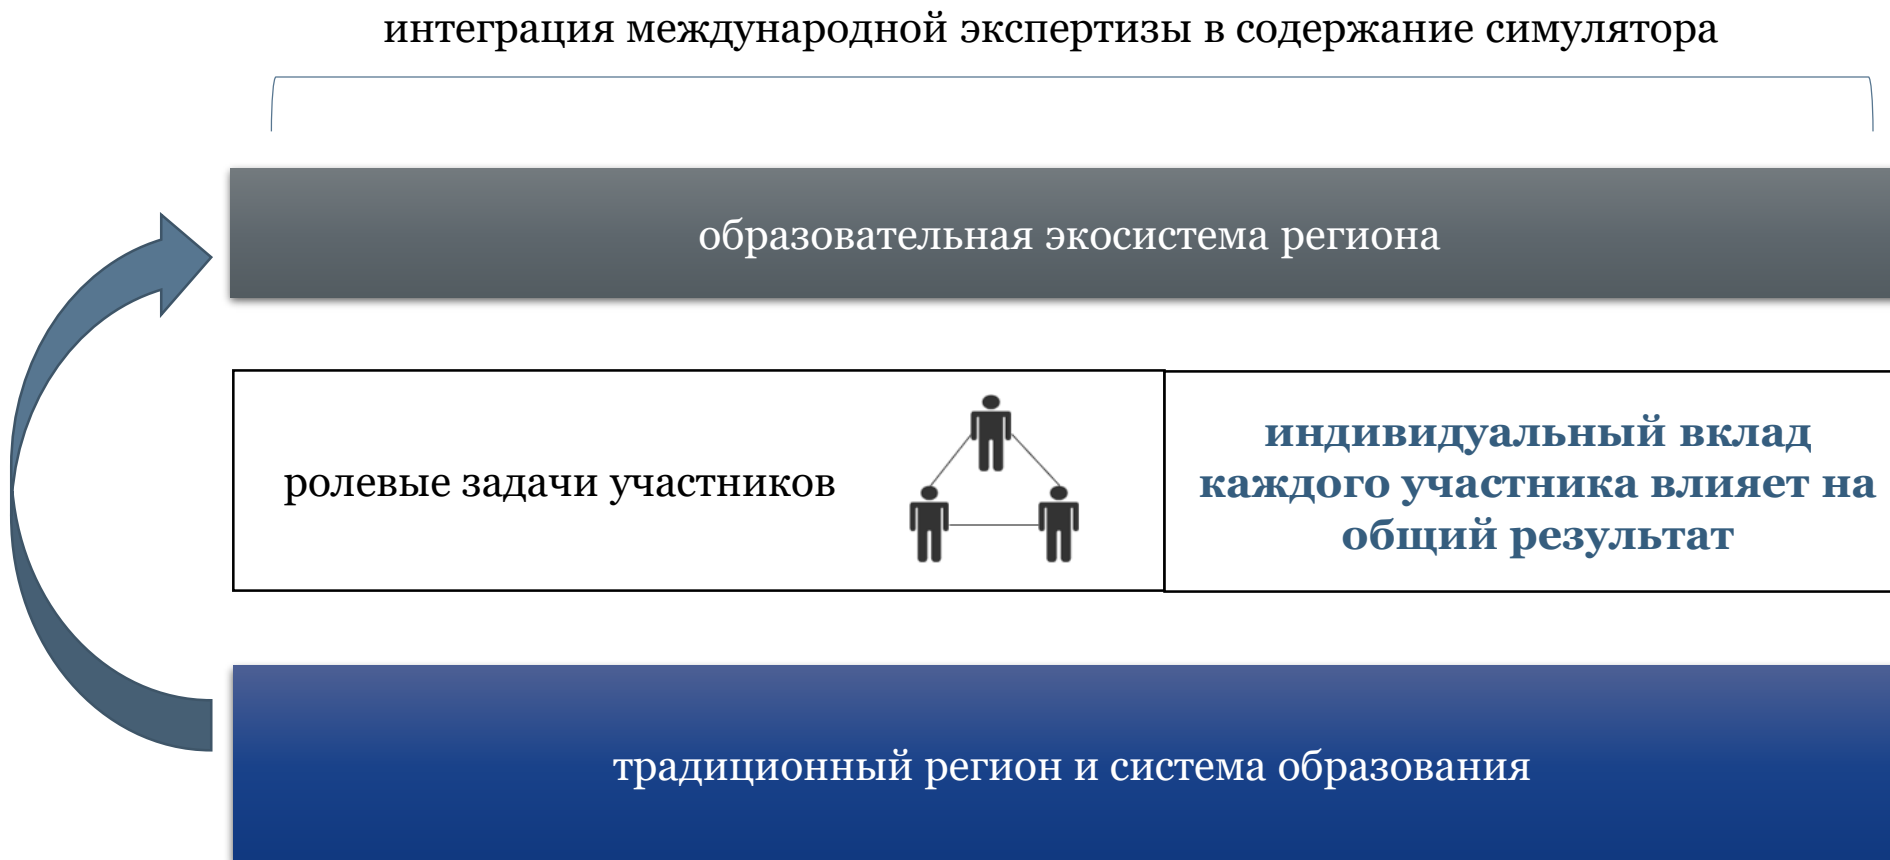 интеграция международной экспертизы в содержание симулятора
образовательная экосистема региона
ролевые задачи участников
индивидуальный вклад
каждого участника влияет на
общий результат
традиционный регион и система образования